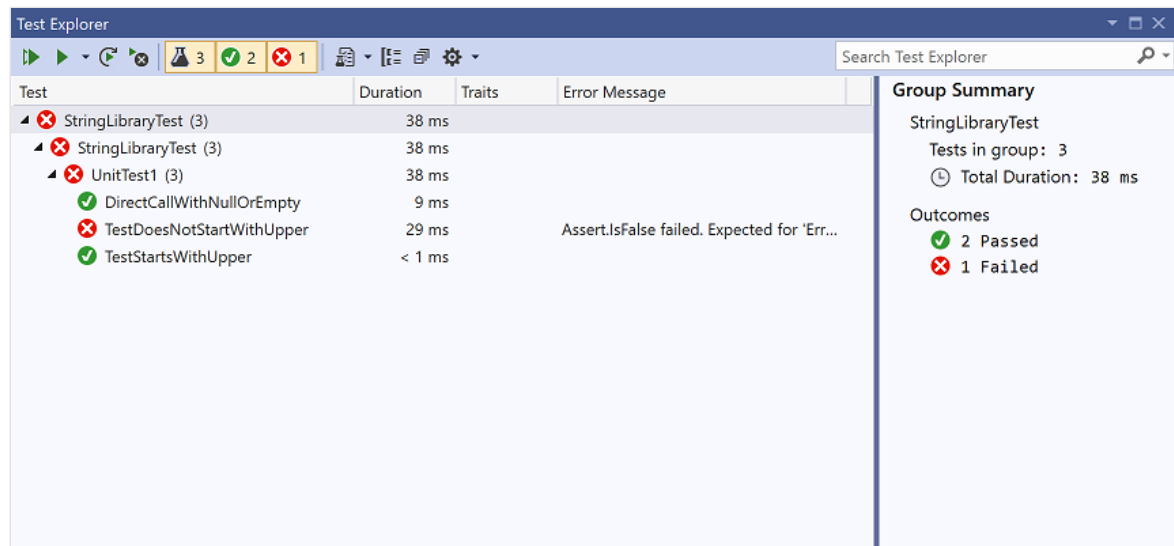 Test Explorer
3 2 1 Search Test Explorer
Test Duration Traits Error Message
StringLibraryTest (3) 38 ms
StringLibraryTest (3) 38 ms
UnitTest1 (3) 38 ms
DirectCallWithNullOrEmpty 9 ms
TestDoesNotStartWithUpper 29 ms Assert.IsFalse failed. Expected for 'Err...
TestStartsWithUpper < 1 ms
Group Summary
StringLibraryTest
Tests in group: 3
Total Duration: 38 ms
Outcomes
2 Passed
1 Failed